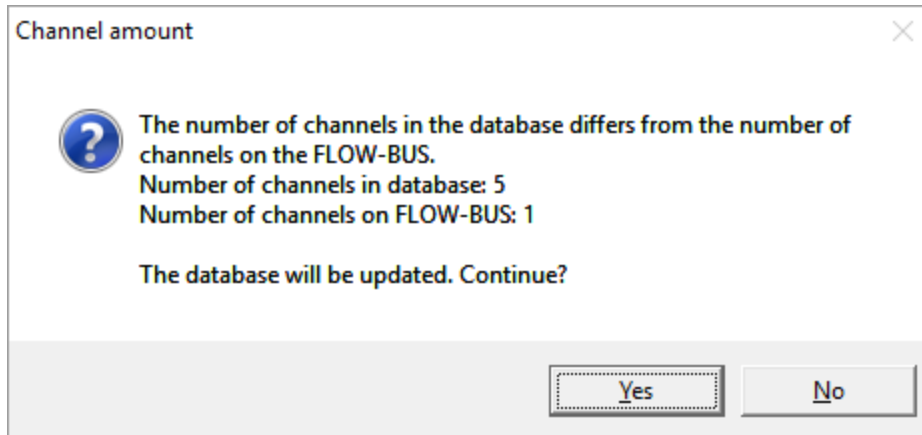 Channel amount
The number of channels in the database differs from the number of
channels on the FLOW-BUS.
Number of channels in database: 5
Number of channels on FLOW-BUS: 1
The database will be updated. Continue?
Yes
No